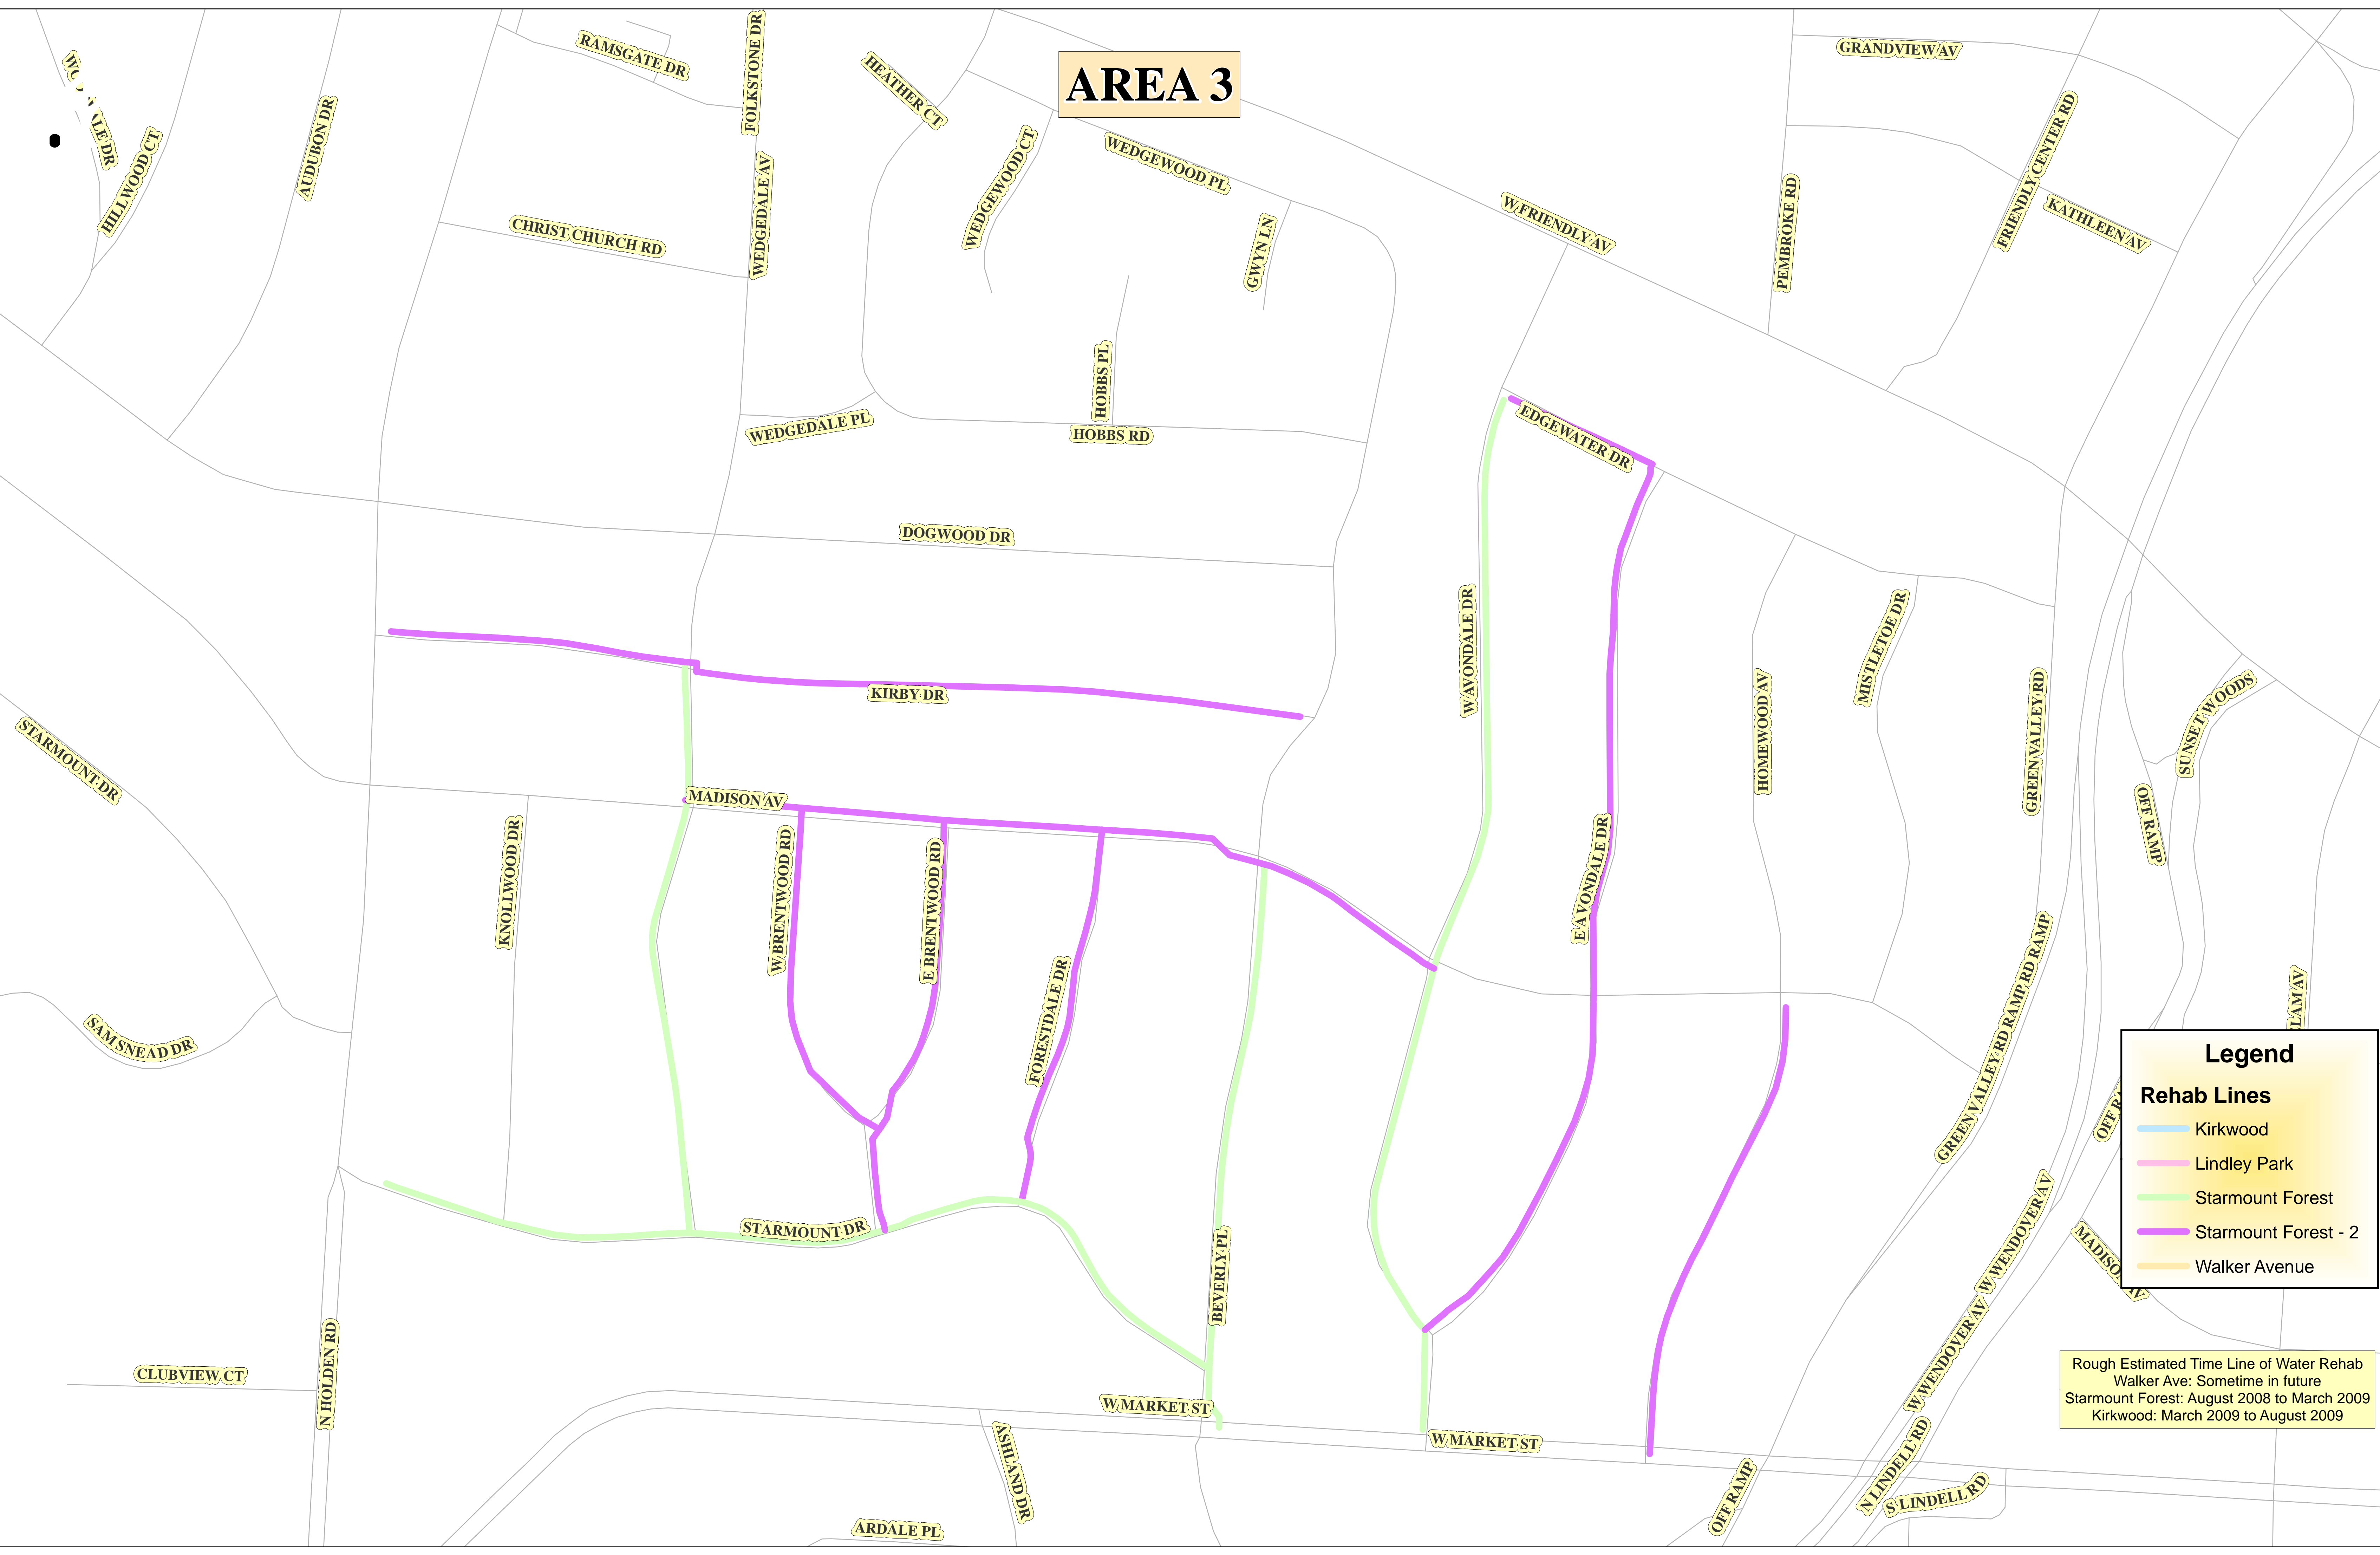 AREA 3
RAMSGATE DR
FOLKSTONE DR
HEATHER CT
GRANDVIEW AV
HILLWOOD CT
AUDUBON DR
WEDGEDALE AV
CHRIST CHURCH RD
WEDGEWOOD CT
WEDGEWOOD PL
GWYN LN
W FRIENDLY AV
PEMBROKE RD
FRIENDLY CENTER RD
KATHLEEN AV
WEDGEDALE PL
HOBBS PL
HOBBS RD
EDGEWATER DR
DOGWOOD DR
W AVONDALE DR
KIRBY DR
HOMEWOOD AV
MISTLETOE DR
GREEN VALLEY RD
SUNSET WOODS
OFF RAMP
STARMOUNT DR
MADISON AV
KNOLLWOOD DR
W BRENTWOOD RD
E BRENTWOOD RD
FORESTDALE DR
E AVONDALE DR
SAM SNEAD DR
GREEN VALLEY RD RAMP RD RAMP
STARMOUNT DR
BEVERLY PL
W WENDOVER AV
W WENDOVER AV
N HOLDEN RD
CLUBVIEW CT
W MARKET ST
W MARKET ST
ASHLAND DR
ARDALE PL
OFF RAMP
N LINDELL RD
S LINDELL RD
Legend
Rehab Lines
Kirkwood
Lindley Park
Starmount Forest
Starmount Forest - 2
Walker Avenue
Rough Estimated Time Line of Water Rehab
Walker Ave: Sometime in future
Starmount Forest: August 2008 to March 2009
Kirkwood: March 2009 to August 2009